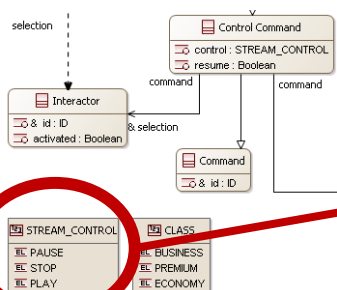 selection
Control Command
control : STREAM_CONTROL
resume : Boolean
command
command
Interactor
& id : ID
activated : Boolean
& selection
Command
& id : ID
STREAM_CONTROL
PAUSE
STOP
PLAY
CLASS
BUSINESS
PREMIUM
ECONOMY